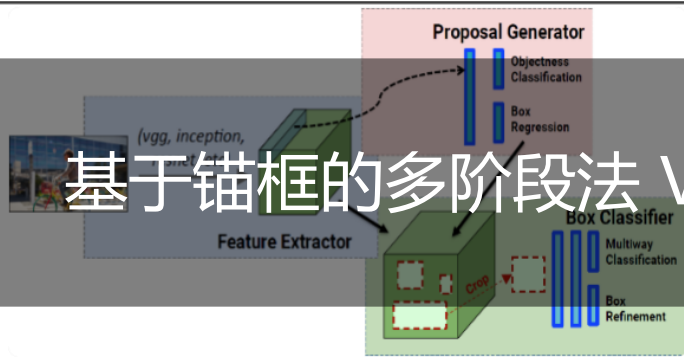 Proposal Generator
Objectness
Classification
Box
Regression
(vgg, inception,
基于锚框的多阶段法 V
Feature Extractor
Box Classifier
Multiway
Classification
Crop
Box
Refinement